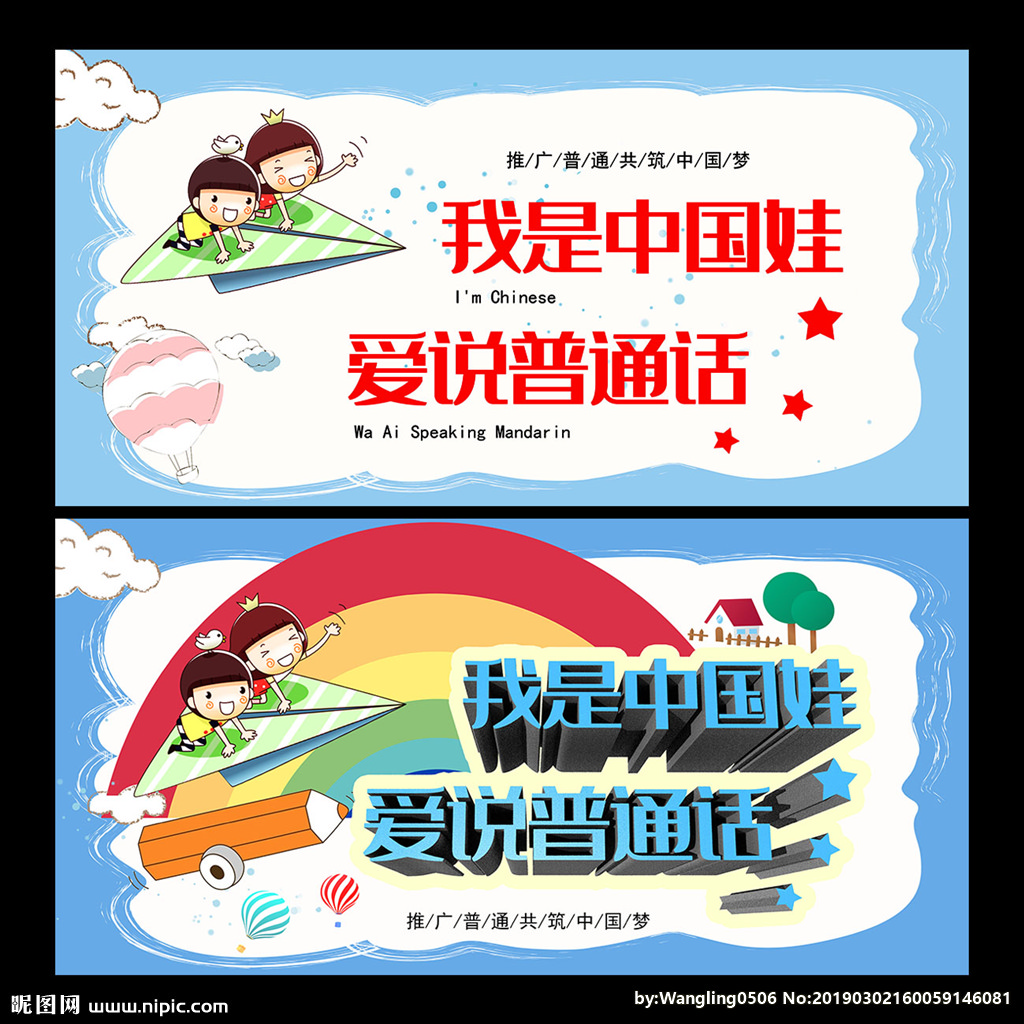 推/广/普/通/共/筑/中/国/梦
我是中国娃
I'm Chinese
爱说普通话
Wa Ai Speaking Mandarin
我是中国娃
爱说普通话
推/广/普/通/共/筑/中/国/梦
昵图网 www.nipic.com
by:Wangling0506 No:20190302160059146081